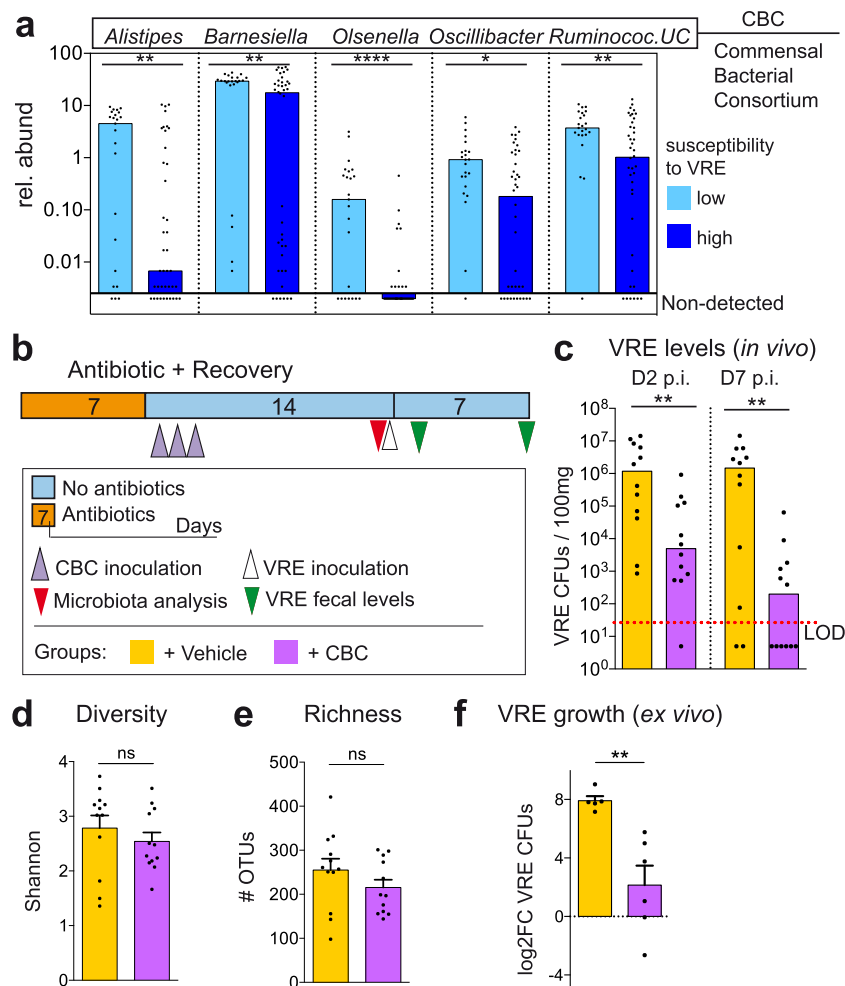 a
Alistipes Barnesiella Olsenella Oscillibacter Ruminococ.UC
CBC
Commensal
Bacterial
Consortium
rel. abund
100
10
1
0.10
0.01
** ** **** * **
susceptibility
to VRE
low
high
Non-detected
b
Antibiotic + Recovery
7 14 7
No antibiotics
7 Antibiotics
Days
CBC inoculation
VRE inoculation
Microbiota analysis
VRE fecal levels
Groups: + Vehicle + CBC
c
VRE levels (in vivo)
D2 p.i. D7 p.i.
** **
VRE CFUs / 100mg
10⁸
10⁷
10⁶
10⁵
10⁴
10³
10²
10¹
10⁰
LOD
d
Diversity
ns
Shannon
4
3
2
1
0
e
Richness
ns
# OTUs
500
400
300
200
100
0
f
VRE growth (ex vivo)
**
log2FC VRE CFUs
8
4
0
-4